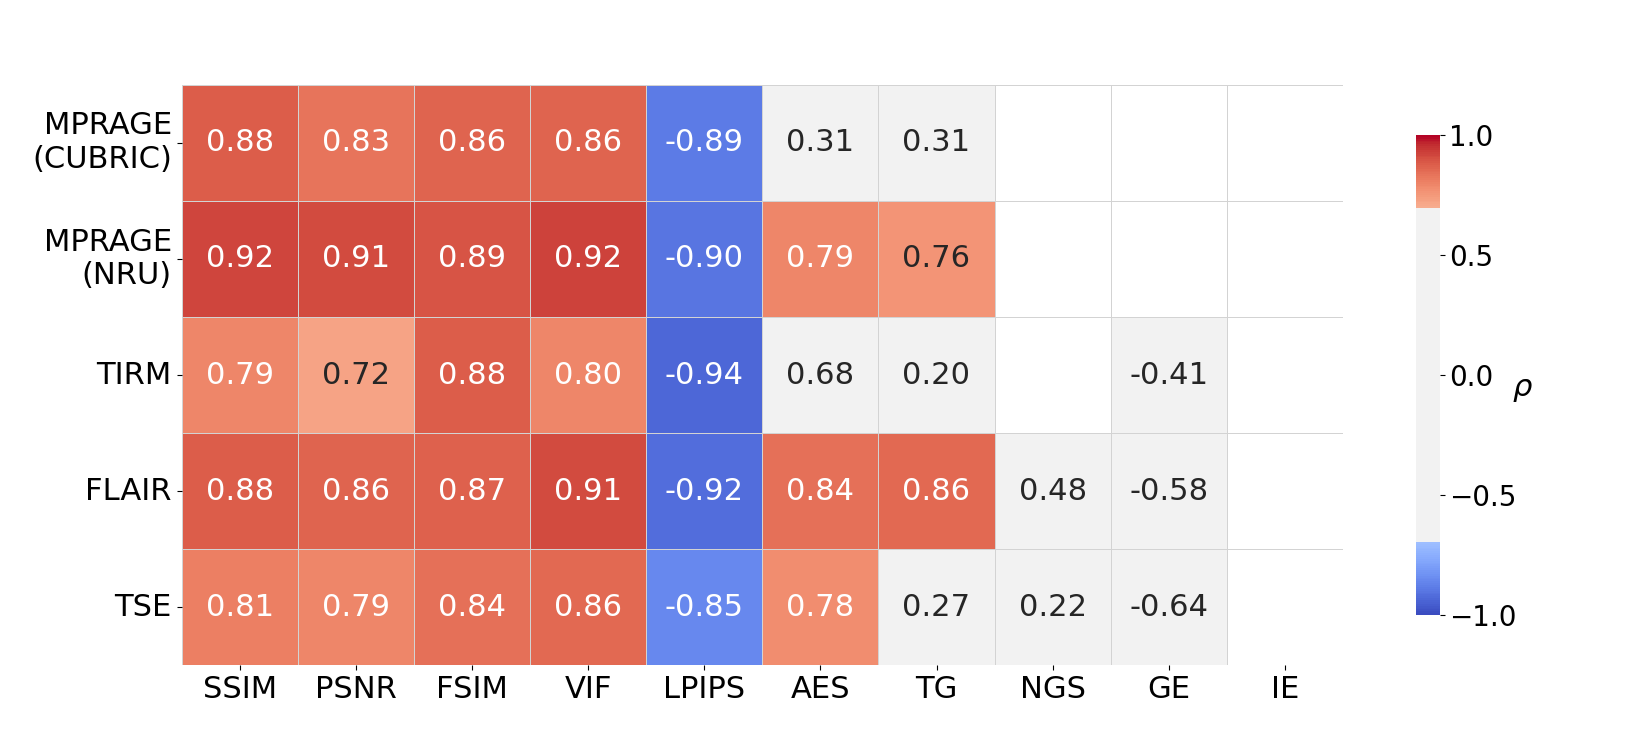 MPRAGE
(CUBRIC)
0.88 0.83 0.86 0.86 -0.89 0.31 0.31
MPRAGE
(NRU)
0.92 0.91 0.89 0.92 -0.90 0.79 0.76
TIRM 0.79 0.72 0.88 0.80 -0.94 0.68 0.20 -0.41
FLAIR 0.88 0.86 0.87 0.91 -0.92 0.84 0.86 0.48 -0.58
TSE 0.81 0.79 0.84 0.86 -0.85 0.78 0.27 0.22 -0.64
SSIM PSNR FSIM VIF LPIPS AES TG NGS GE IE
1.0
0.5
0.0
−0.5
−1.0
ρ